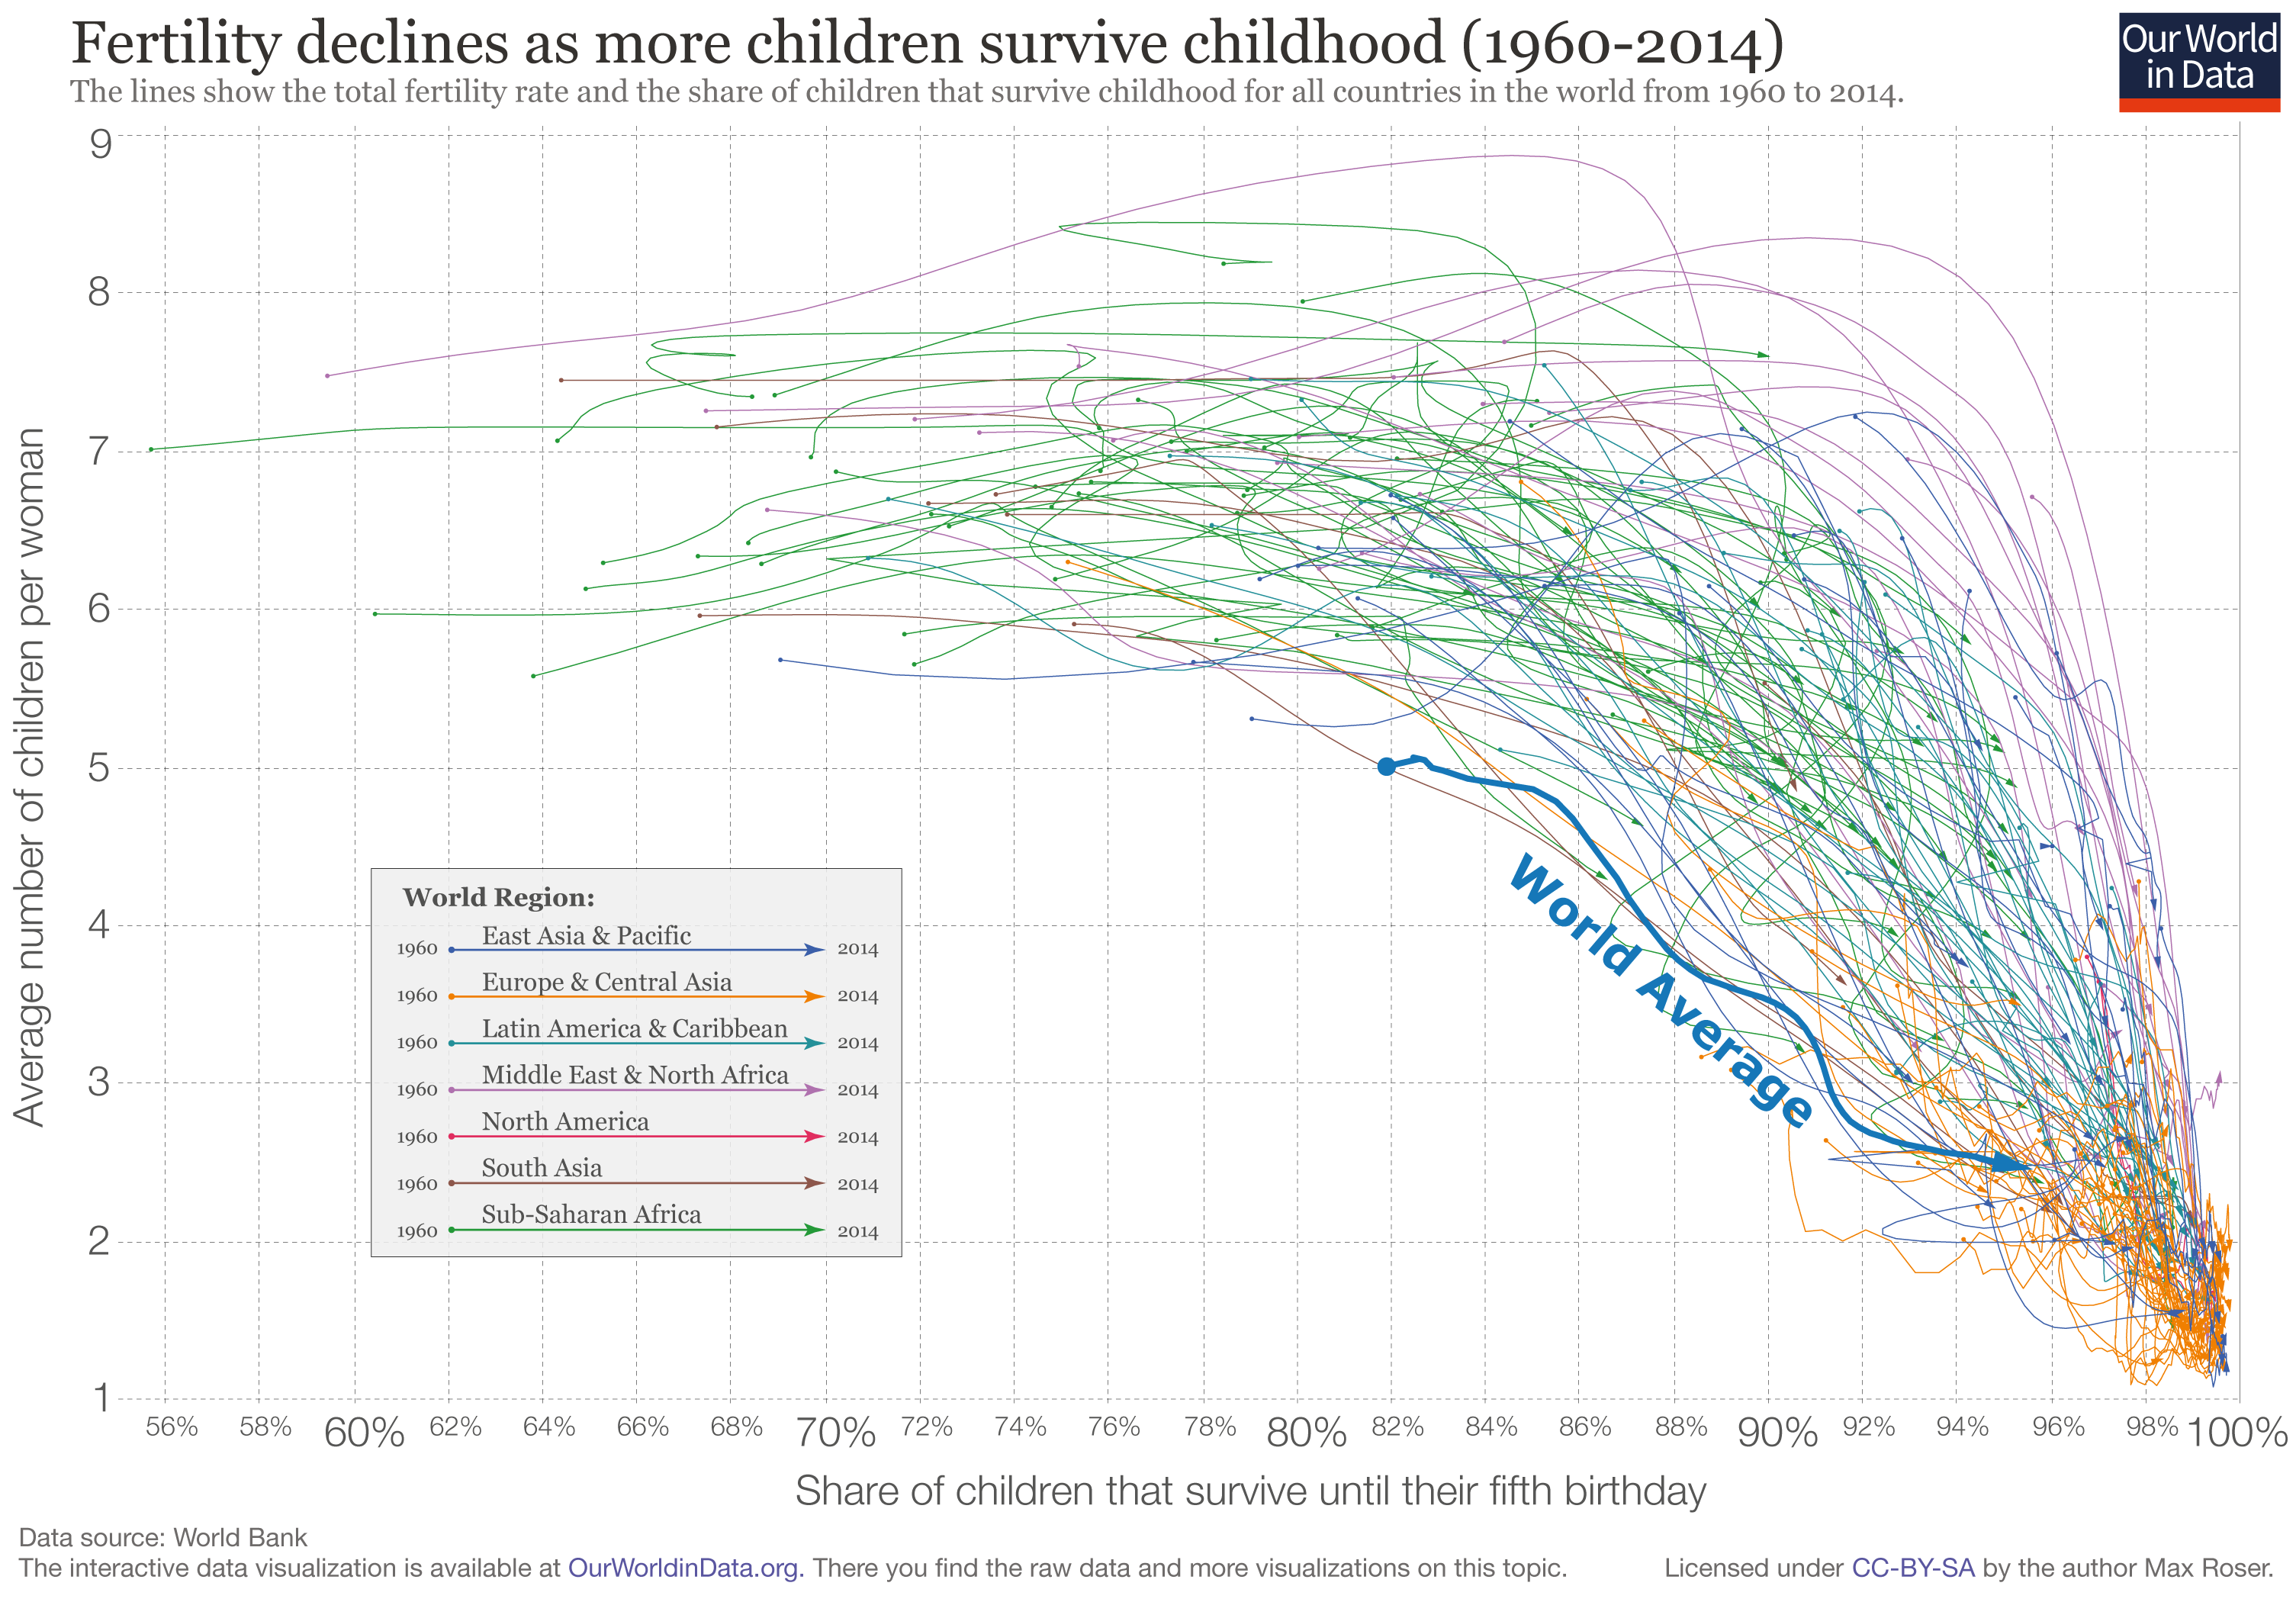 Fertility declines as more children survive childhood (1960-2014)
The lines show the total fertility rate and the share of children that survive childhood for all countries in the world from 1960 to 2014.
Our World
in Data
Average number of children per woman
9
8
7
6
5
4
3
2
1
World Average
World Region:
1960 East Asia & Pacific 2014
1960 Europe & Central Asia 2014
1960 Latin America & Caribbean 2014
1960 Middle East & North Africa 2014
1960 North America 2014
1960 South Asia 2014
1960 Sub-Saharan Africa 2014
56% 58% 60% 62% 64% 66% 68% 70% 72% 74% 76% 78% 80% 82% 84% 86% 88% 90% 92% 94% 96% 98% 100%
Share of children that survive until their fifth birthday
Data source: World Bank
The interactive data visualization is available at OurWorldinData.org. There you find the raw data and more visualizations on this topic.
Licensed under CC-BY-SA by the author Max Roser.